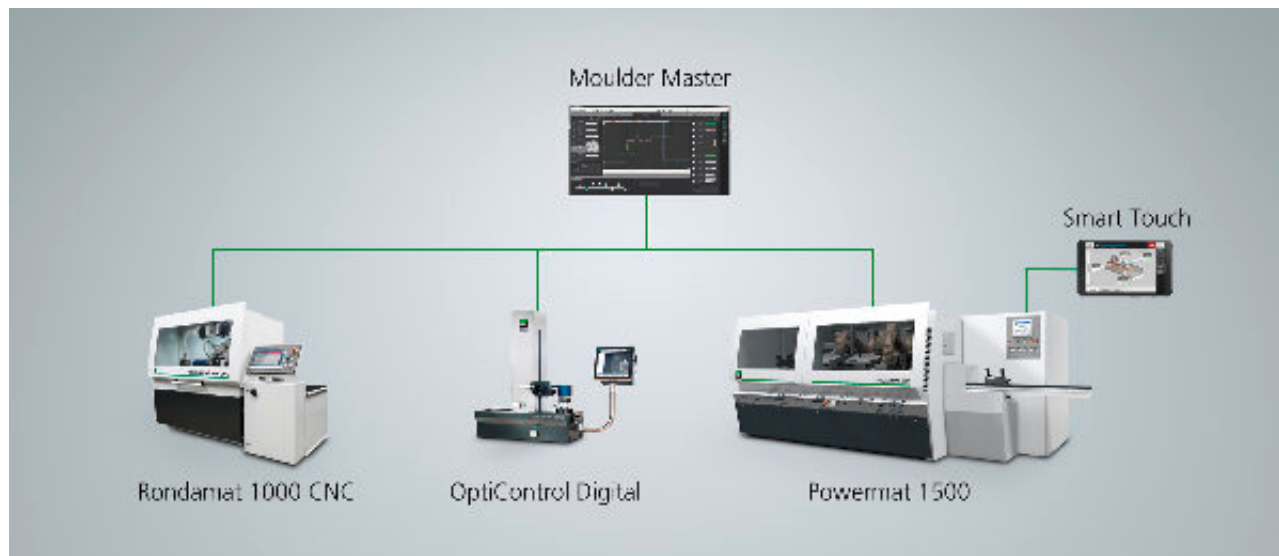 Moulder Master
Smart Touch
Rondamat 1000 CNC
OptiControl Digital
Powermat 1500